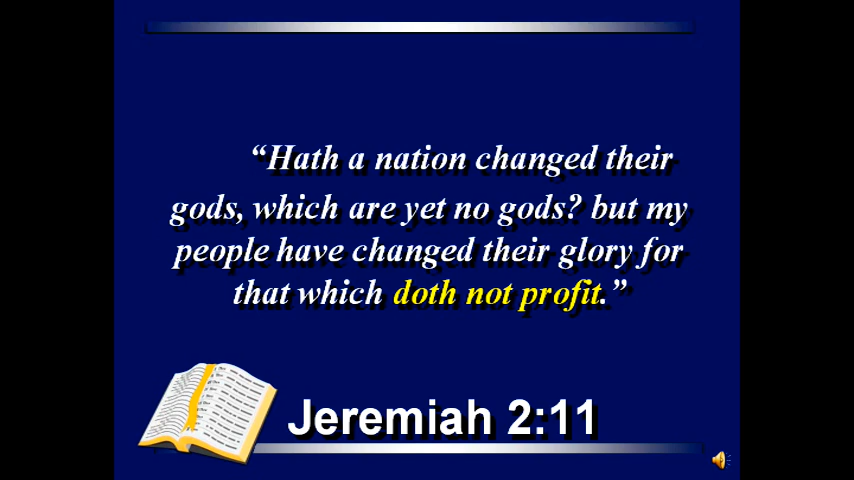 “Hath a nation changed their
gods, which are yet no gods? but my
people have changed their glory for
that which doth not profit.”
Jeremiah 2:11